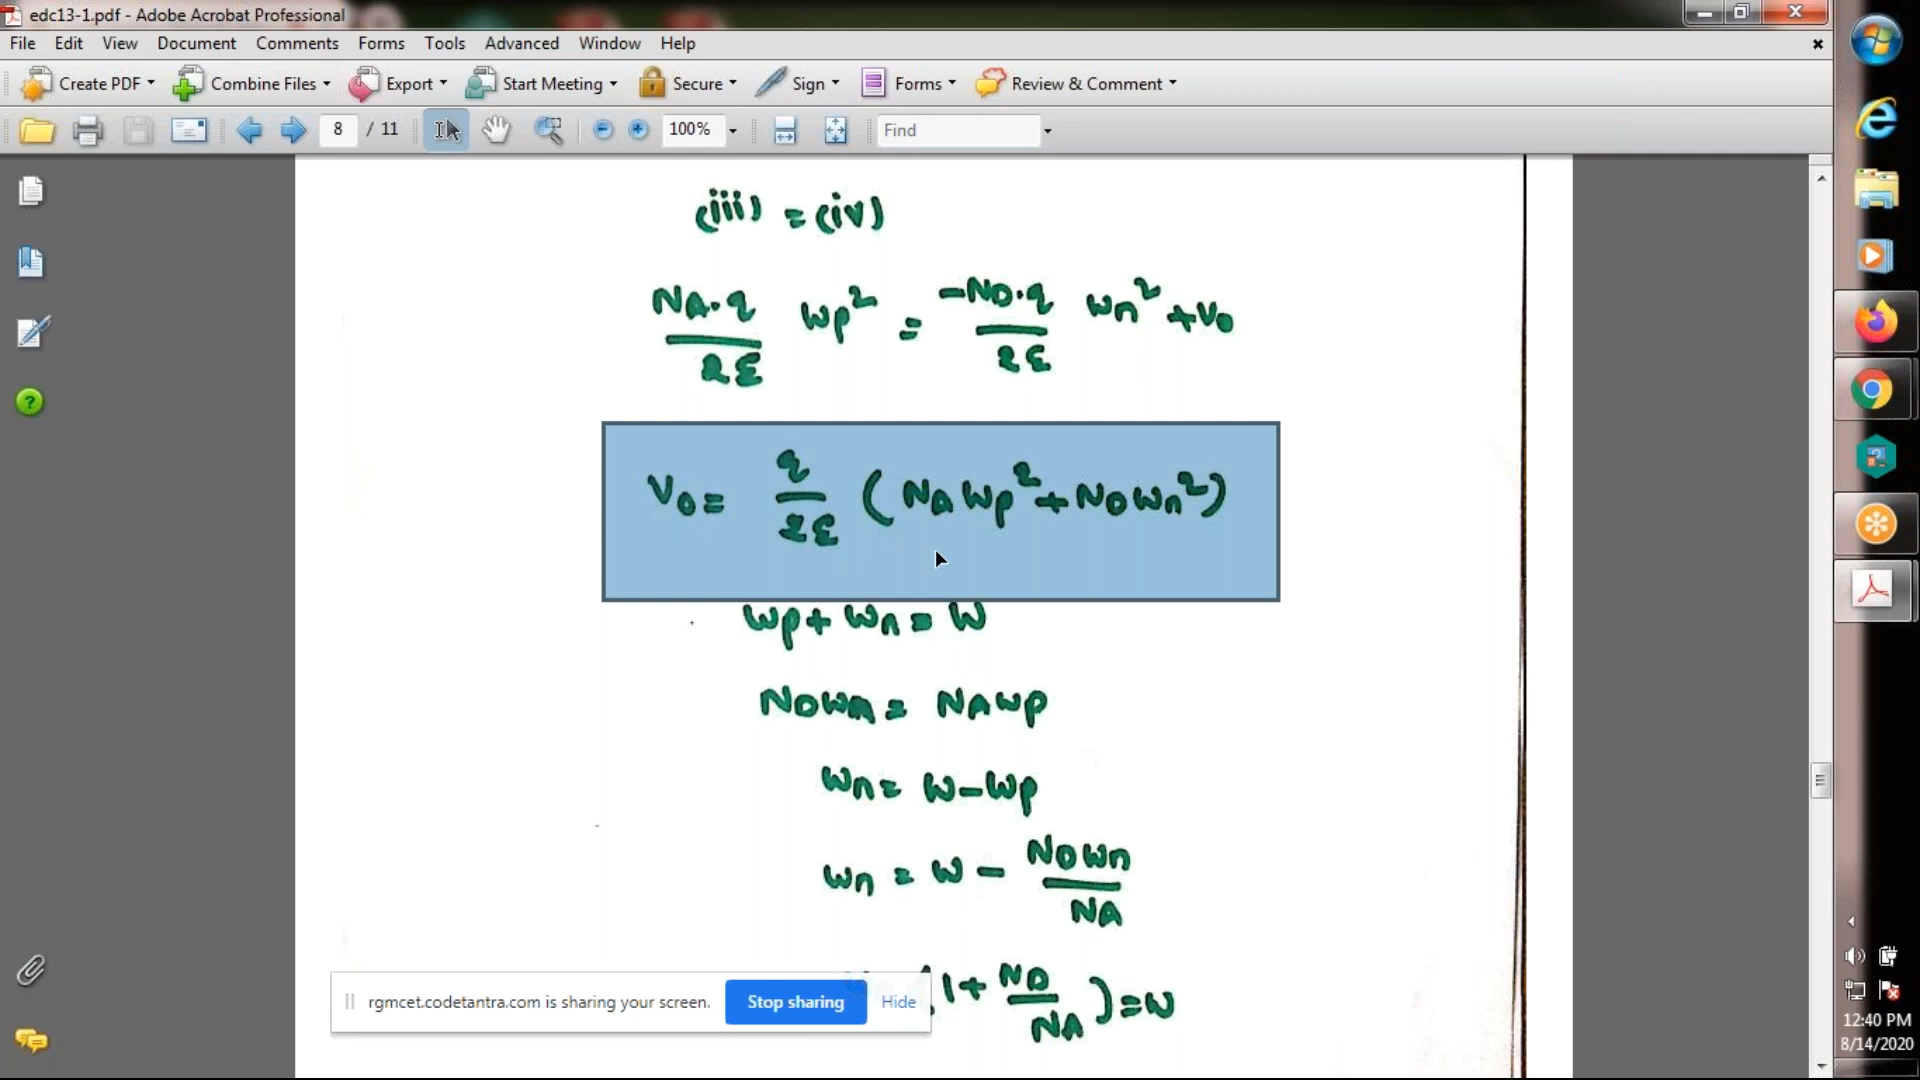 edc13-1.pdf - Adobe Acrobat Professional
File Edit View Document Comments Forms Tools Advanced Window Help
Create PDF Combine Files Export Start Meeting Secure Sign Forms Review & Comment
8 / 11 100% Find
(iii) = (iv)
NA.q/2ε Wp² = -ND.q/2ε Wn² + V0
V0 = q/2ε (NA Wp² + ND Wn²)
Wp + Wn = W
NDWn = NAWp
Wn = W - Wp
Wn = W - NDWn/NA
(1 + ND/NA) = W
rgmcet.codetantra.com is sharing your screen. Stop sharing Hide
12:40 PM
8/14/2020